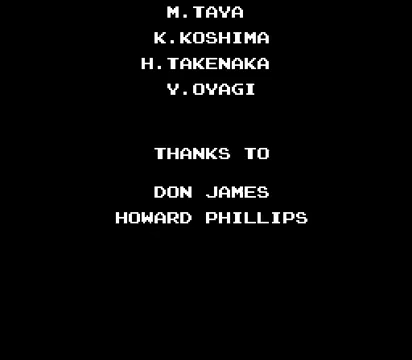 M.TAYA
K.KOSHIMA
H.TAKENAKA
Y.OYAGI
THANKS TO
DON JAMES
HOWARD PHILLIPS